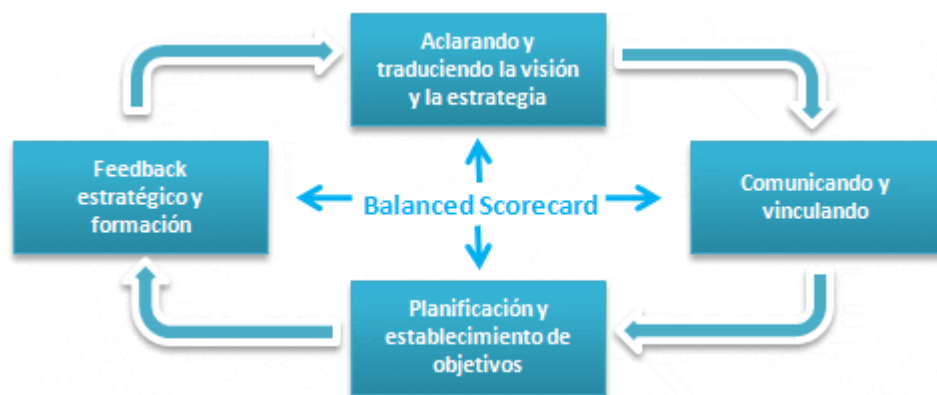 Aclarando y
traduciendo la visión
y la estrategia
Feedback
estratégico y
formación
Balanced Scorecard
Comunicando y
vinculando
Planificación y
establecimiento de
objetivos